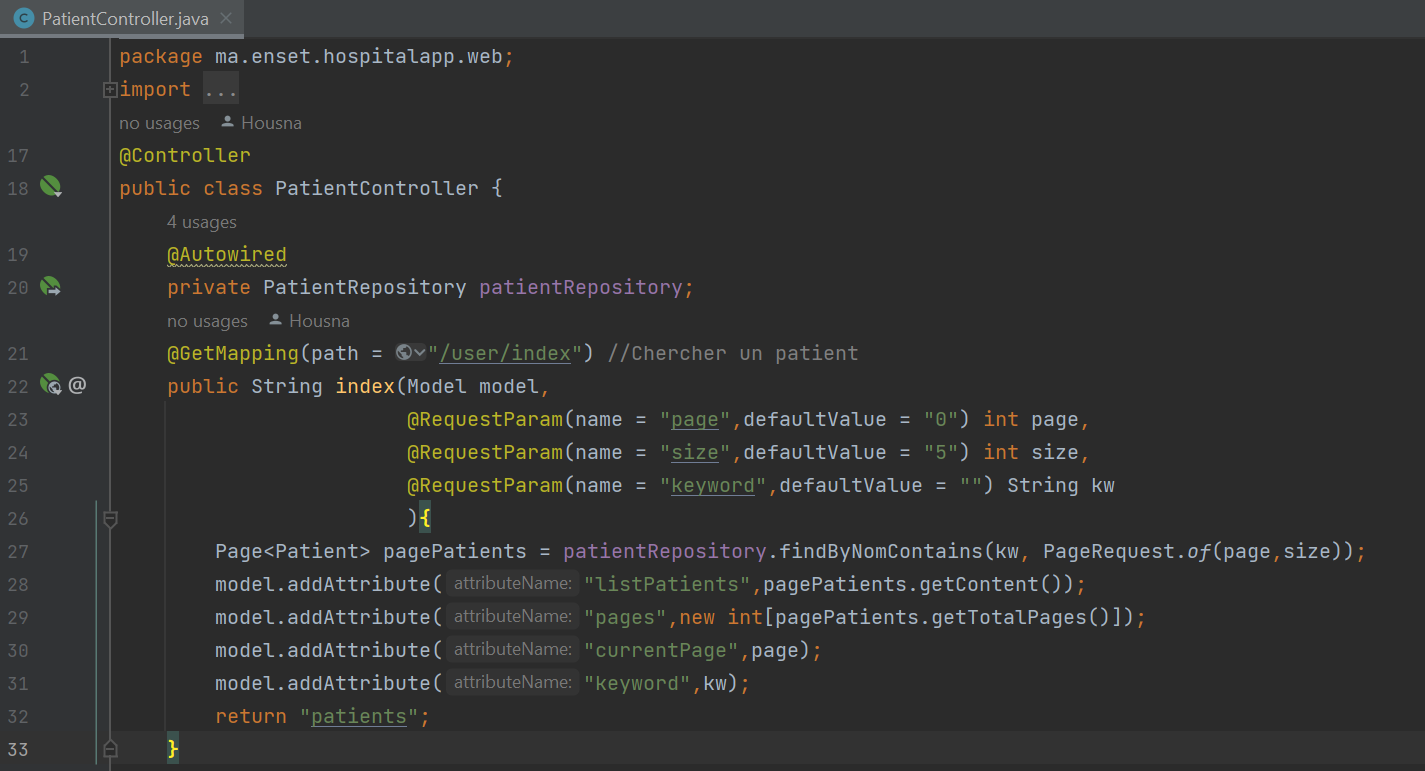 PatientController.java
1 package ma.enset.hospitalapp.web;
2 import ...
no usages Housna
17 @Controller
18 public class PatientController {
4 usages
19 @Autowired
20 private PatientRepository patientRepository;
no usages Housna
21 @GetMapping(path = "/user/index") //Chercher un patient
22 @ public String index(Model model,
23 @RequestParam(name = "page",defaultValue = "0") int page,
24 @RequestParam(name = "size",defaultValue = "5") int size,
25 @RequestParam(name = "keyword",defaultValue = "") String kw
26 ){
27 Page<Patient> pagePatients = patientRepository.findByNomContains(kw, PageRequest.of(page,size));
28 model.addAttribute( attributeName: "listPatients",pagePatients.getContent());
29 model.addAttribute( attributeName: "pages",new int[pagePatients.getTotalPages()]);
30 model.addAttribute( attributeName: "currentPage",page);
31 model.addAttribute( attributeName: "keyword",kw);
32 return "patients";
33 }